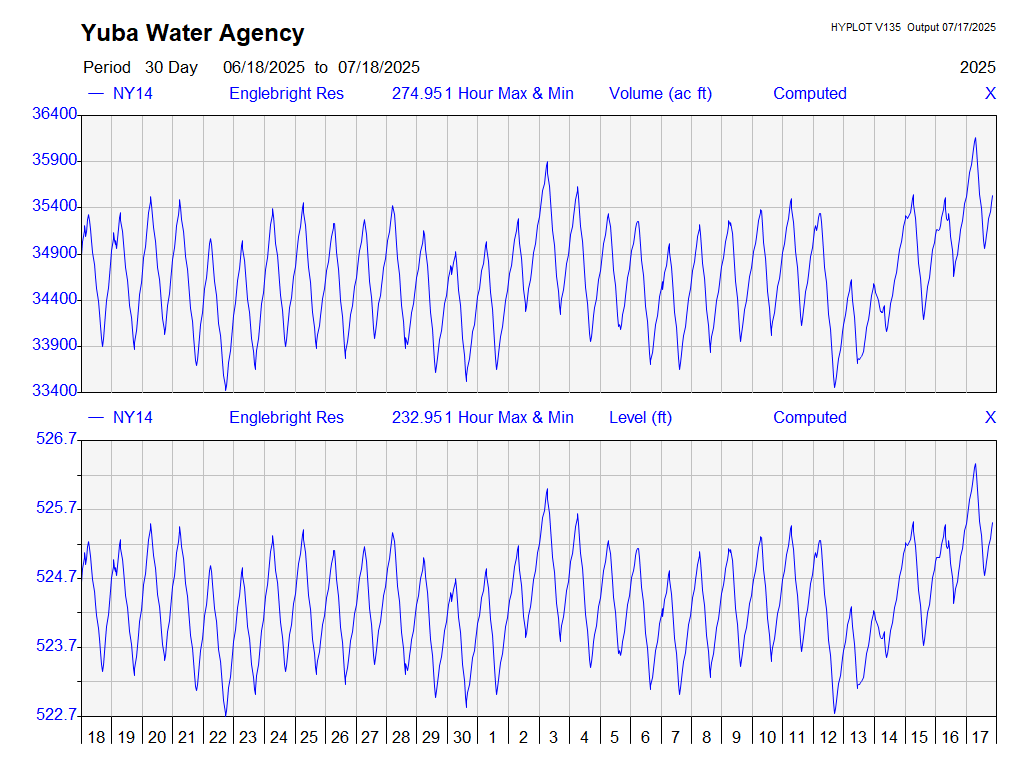 Yuba Water Agency
HYPLOT V135 Output 07/17/2025
Period 30 Day 06/18/2025 to 07/18/2025
2025
NY14 Englebright Res 274.95 1 Hour Max & Min Volume (ac ft) Computed X
36400
35900
35400
34900
34400
33900
33400
NY14 Englebright Res 232.95 1 Hour Max & Min Level (ft) Computed X
526.7
525.7
524.7
523.7
522.7
18 19 20 21 22 23 24 25 26 27 28 29 30 1 2 3 4 5 6 7 8 9 10 11 12 13 14 15 16 17